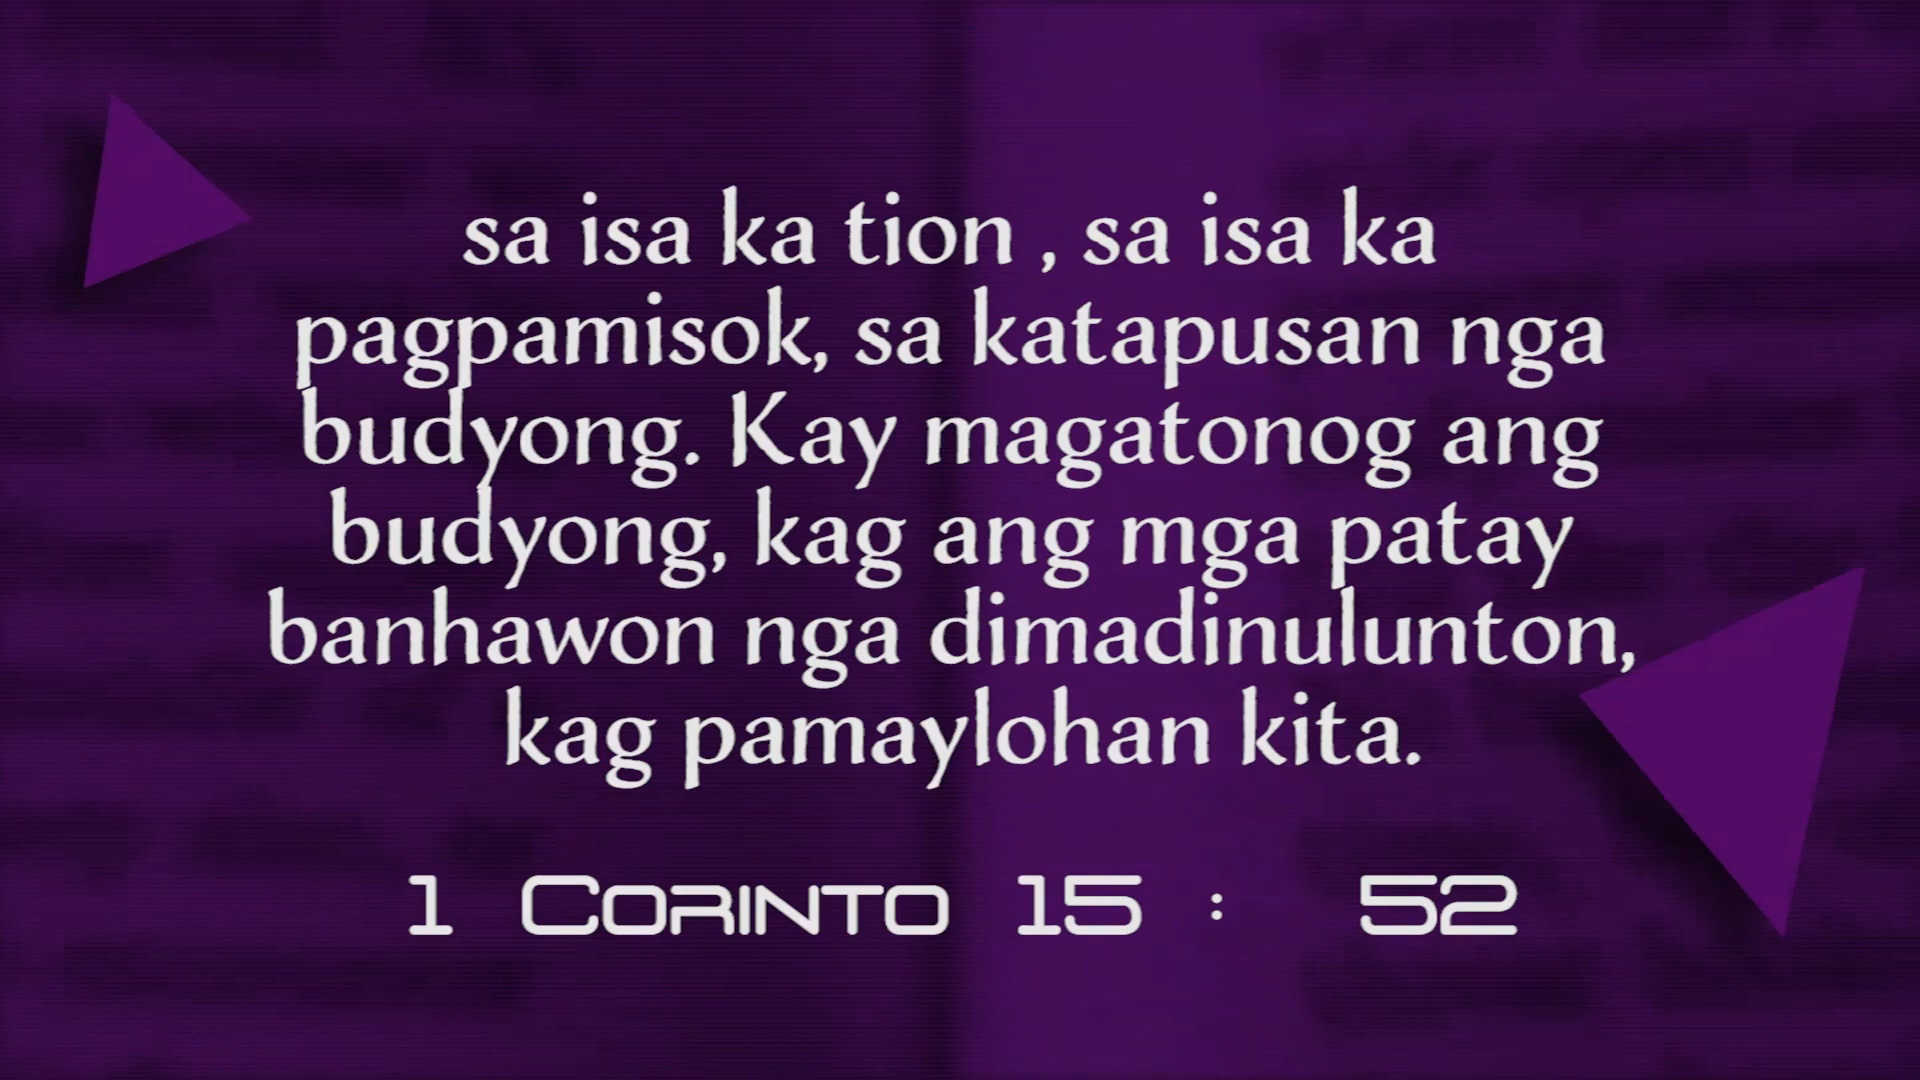 sa isa ka tion , sa isa ka
pagpamisok, sa katapusan nga
budyong. Kay magatonog ang
budyong, kag ang mga patay
banhawon nga dimadinulunton,
kag pamaylohan kita.
1 Corinto 15 : 52